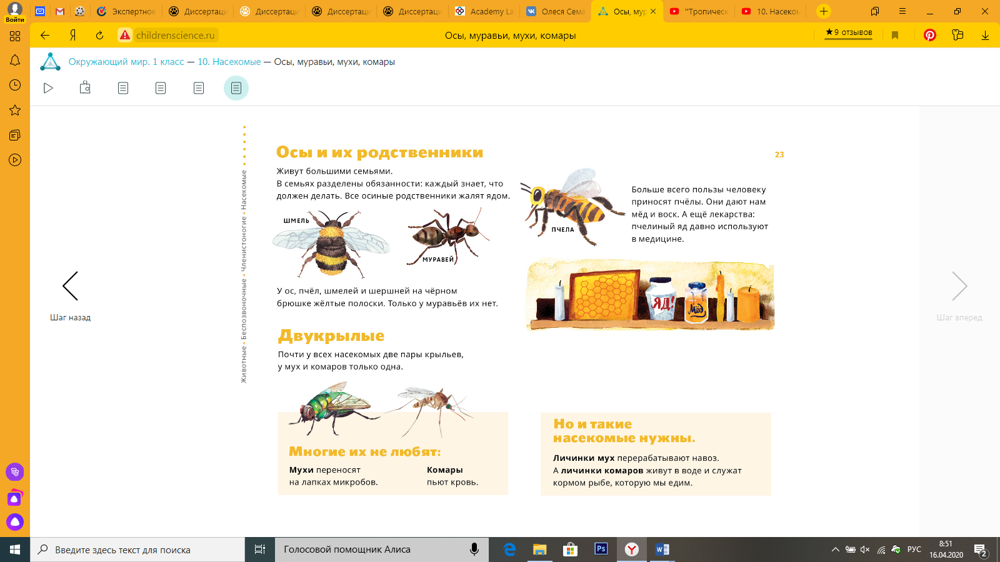 Экспертное
Диссертаци
Диссертаци
Диссертаци
Диссертаци
Academy La
Олеся Сема
Осы, мур
"Тропическ
10. Насеком
Войти
childrenscience.ru
Осы, муравьи, мухи, комары
★9 отзывов
Окружающий мир. 1 класс — 10. Насекомые — Осы, муравьи, мухи, комары
Шаг назад
Животные • Беспозвоночные • Членистоногие • Насекомые
Осы и их родственники
23
Живут большими семьями.
В семьях разделены обязанности: каждый знает, что
должен делать. Все осиные родственники жалят ядом.
ШМЕЛЬ
МУРАВЕЙ
ПЧЕЛА
Больше всего пользы человеку
приносят пчёлы. Они дают нам
мёд и воск. А ещё лекарства:
пчелиный яд давно используют
в медицине.
ЯД!
Мёд
У ос, пчёл, шмелей и шершней на чёрном
брюшке жёлтые полоски. Только у муравьёв их нет.
Двукрылые
Почти у всех насекомых две пары крыльев,
у мух и комаров только одна.
Многие их не любят:
Мухи переносят
на лапках микробов.
Комары
пьют кровь.
Но и такие
насекомые нужны.
Личинки мух перерабатывают навоз.
А личинки комаров живут в воде и служат
кормом рыбе, которую мы едим.
Шаг вперед
Введите здесь текст для поиска
Голосовой помощник Алиса
Ps
W
РУС
8:51
16.04.2020
2